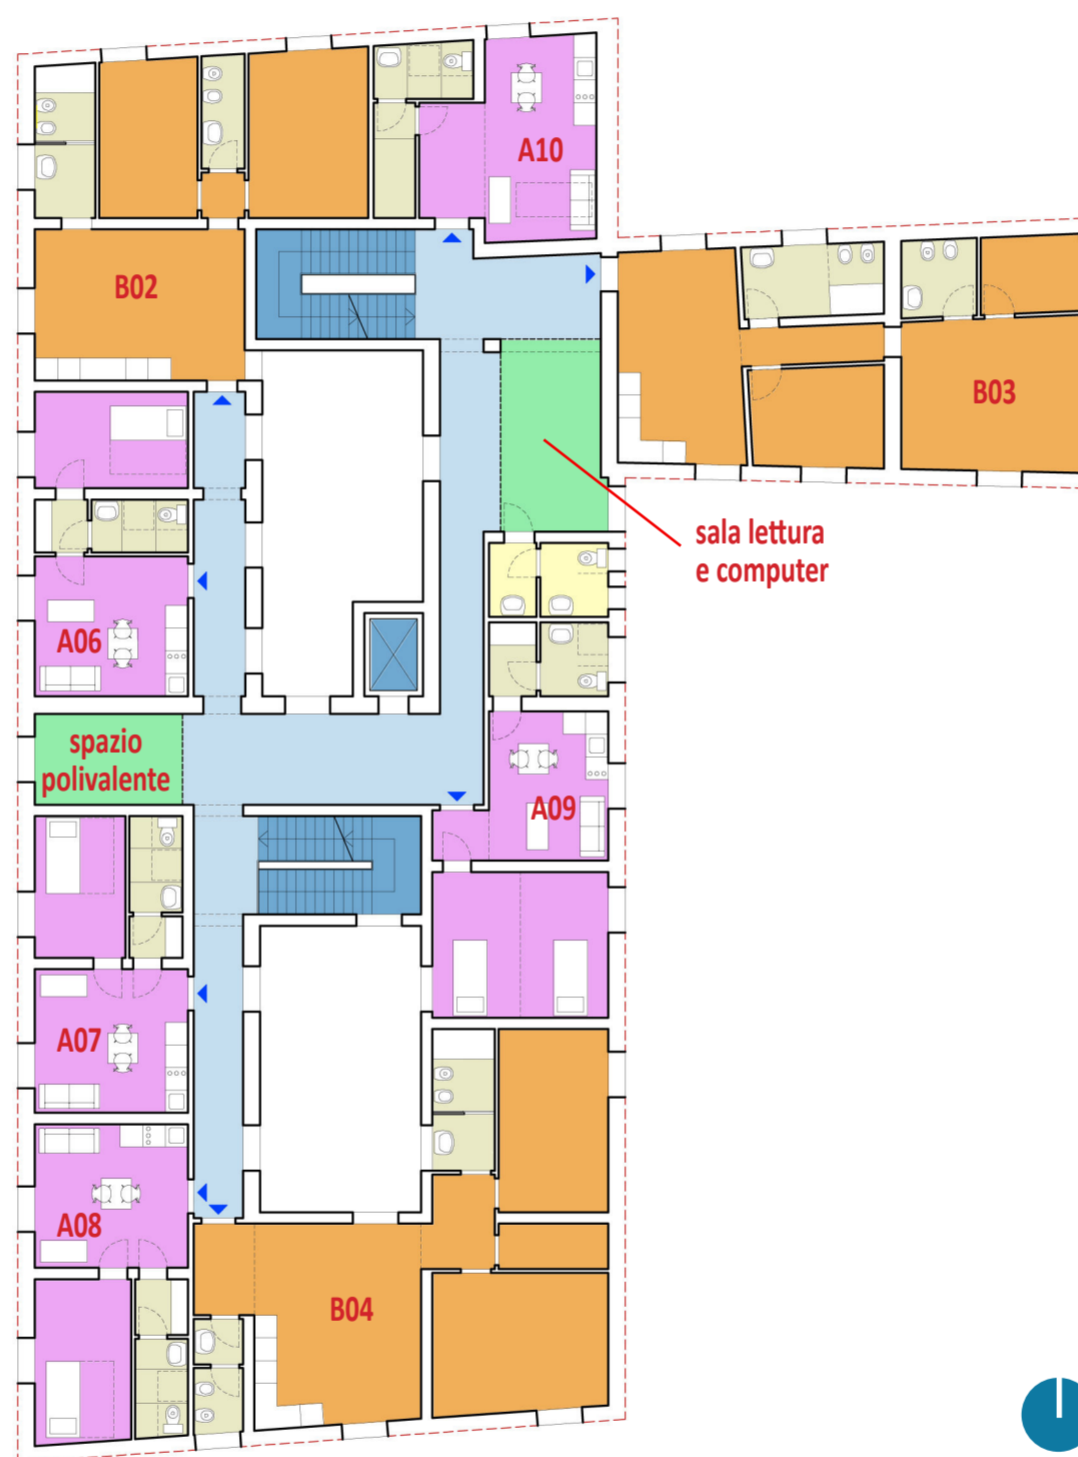 A10
B02
B03
sala lettura
e computer
A06
spazio
polivalente
A09
A07
A08
B04